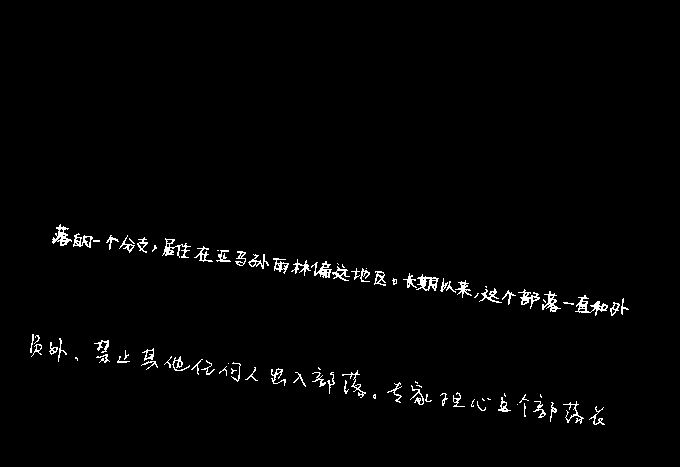 落的一个分支，居住在亚马孙雨林偏远地区。长期以来，这个部落一直和外
员外、禁止其他任何人出入部落。专家担心这个部落长